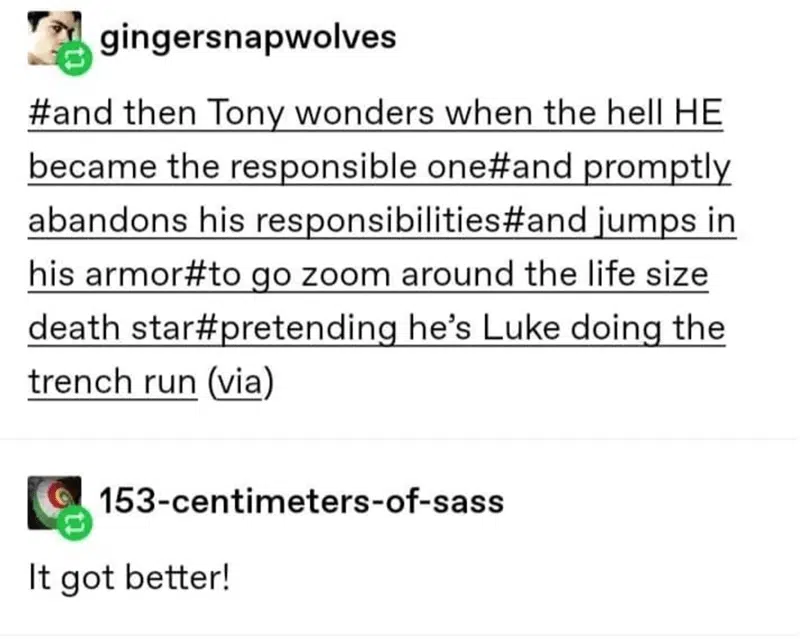 gingersnapwolves
#and then Tony wonders when the hell HE
became the responsible one#and promptly
abandons his responsibilities#and jumps in
his armor#to go zoom around the life size
death star#pretending he’s Luke doing the
trench run (via)
153-centimeters-of-sass
It got better!